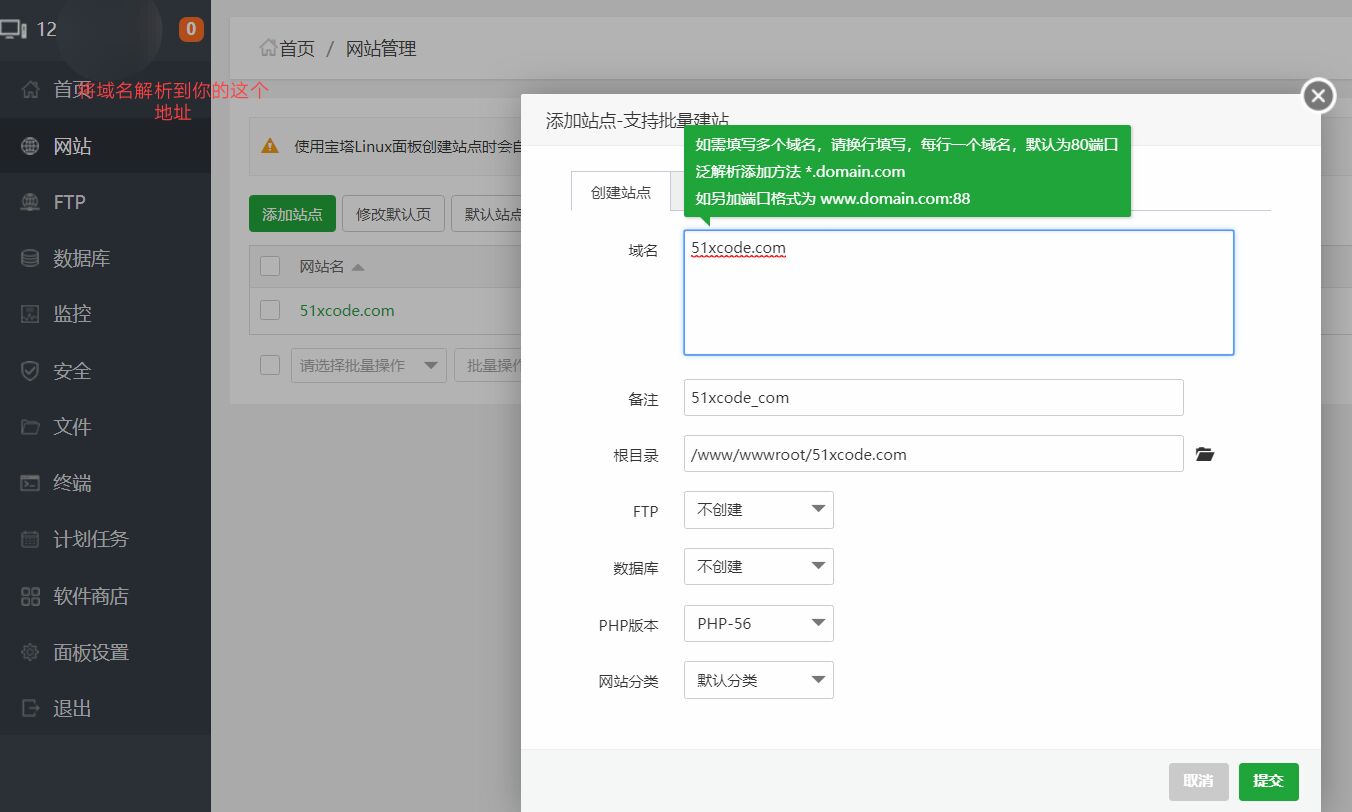 12
0
首页
将域名解析到你的这个
地址
网站
FTP
数据库
监控
安全
文件
终端
计划任务
软件商店
面板设置
退出
首页 / 网站管理
使用宝塔Linux面板创建站点时会自
添加站点
修改默认页
默认站点
网站名
51xcode.com
请选择批量操作
批量操作
添加站点-支持批量建站
如需填写多个域名，请换行填写，每行一个域名，默认为80端口
泛解析添加方法 *.domain.com
如另加端口格式为 www.domain.com:88
创建站点
域名
51xcode.com
备注
51xcode_com
根目录
/www/wwwroot/51xcode.com
FTP
不创建
数据库
不创建
PHP版本
PHP-56
网站分类
默认分类
取消
提交